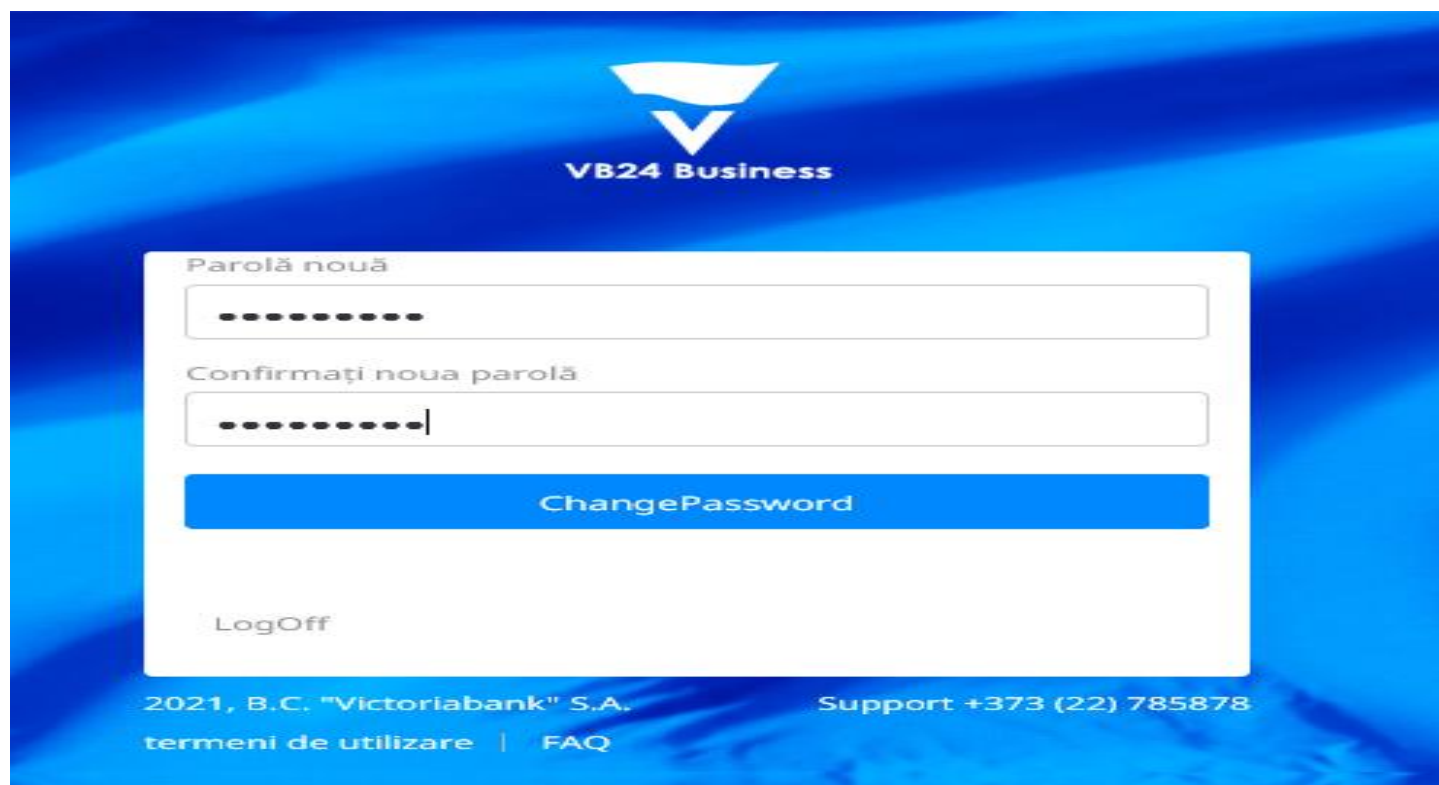 VB24 Business
Parolă nouă
•••••••••
Confirmați noua parolă
•••••••••
ChangePassword
LogOff
2021, B.C. "Victoriabank" S.A. Support +373 (22) 785878
termeni de utilizare | FAQ